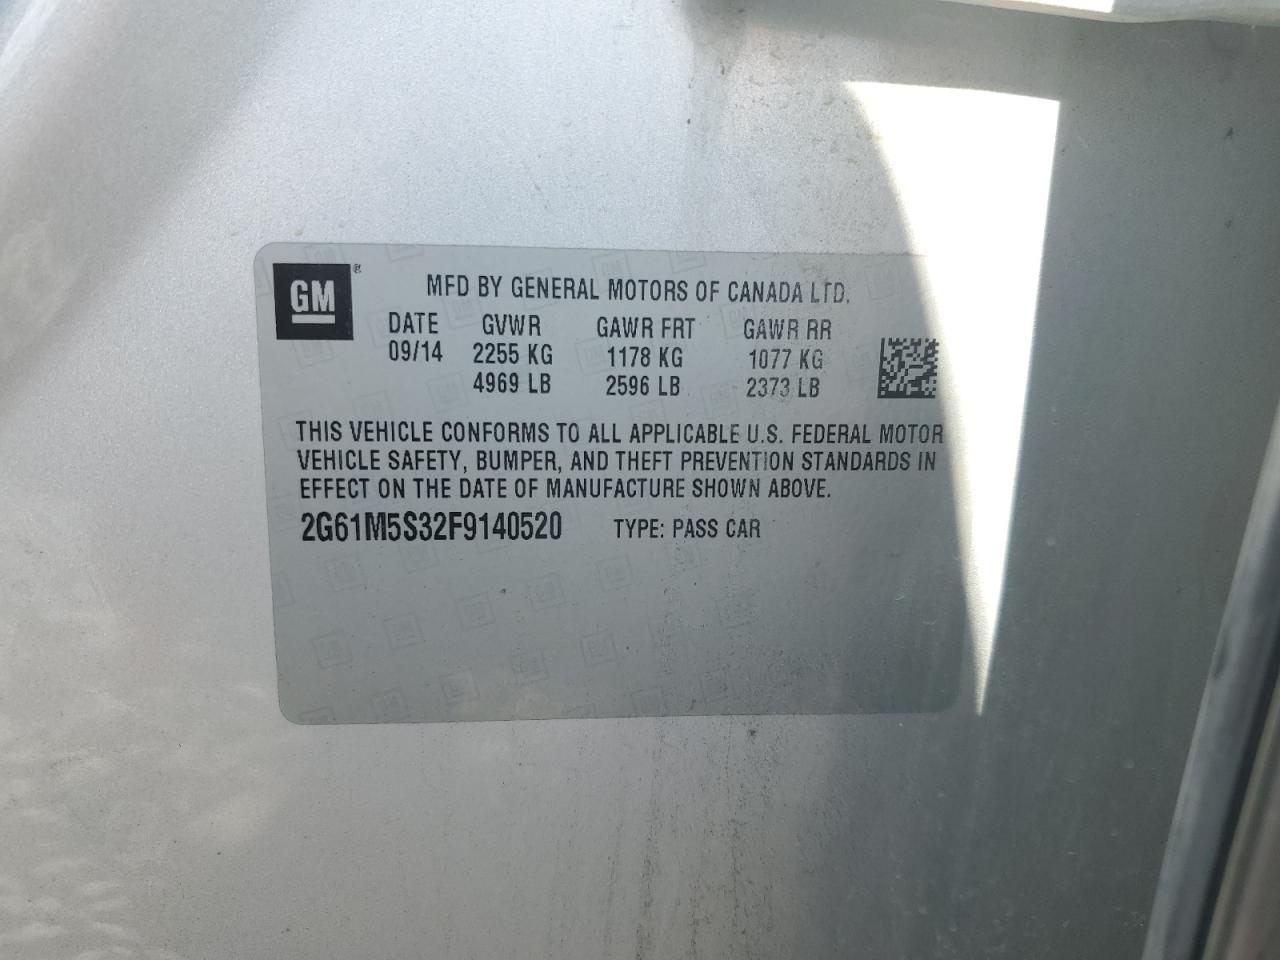 GM ®
MFD BY GENERAL MOTORS OF CANADA LTD.
DATE GVWR GAWR FRT GAWR RR
09/14 2255 KG 1178 KG 1077 KG
4969 LB 2596 LB 2373 LB
THIS VEHICLE CONFORMS TO ALL APPLICABLE U.S. FEDERAL MOTOR
VEHICLE SAFETY, BUMPER, AND THEFT PREVENTION STANDARDS IN
EFFECT ON THE DATE OF MANUFACTURE SHOWN ABOVE.
2G61M5S32F9140520 TYPE: PASS CAR